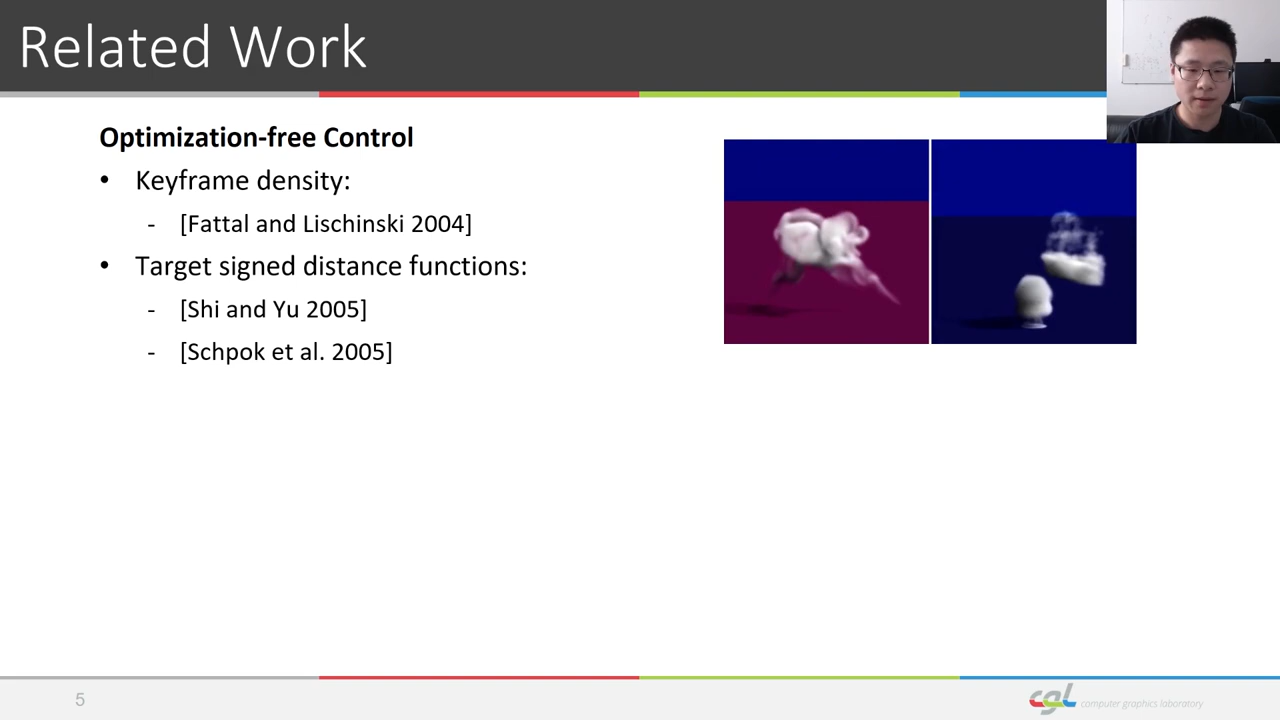 Related Work
Optimization-free Control
• Keyframe density:
- [Fattal and Lischinski 2004]
• Target signed distance functions:
- [Shi and Yu 2005]
- [Schpok et al. 2005]
5
cgl computer graphics laboratory